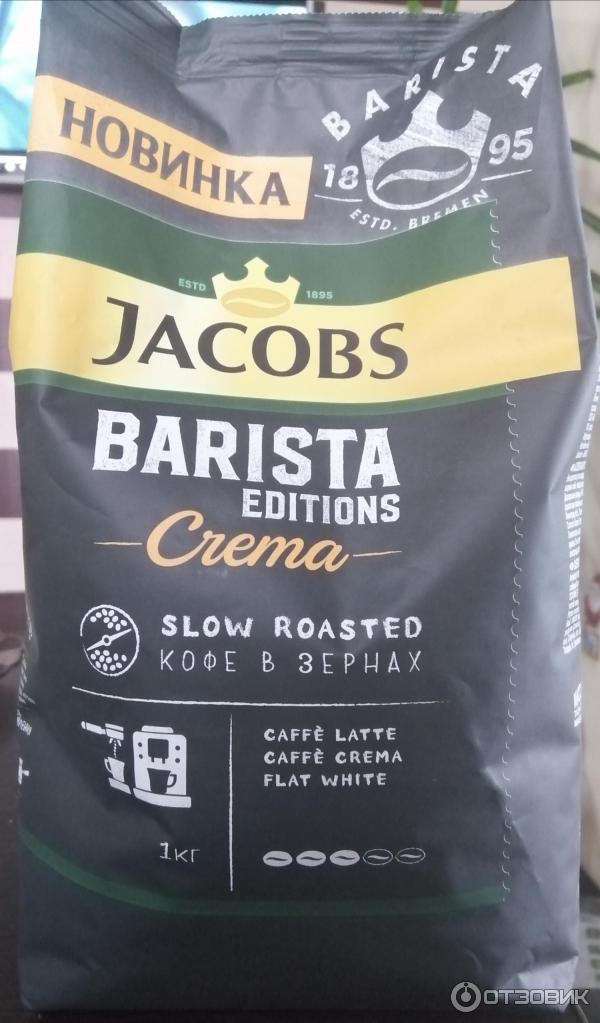 НОВИНКА
BARISTA
18 95
ESTD. BREMEN
ESTD 1895
JACOBS
BARISTA
EDITIONS
Crema
SLOW ROASTED
КОФЕ В ЗЕРНАХ
CAFFÈ LATTE
CAFFÈ CREMA
FLAT WHITE
1КГ
ОТЗОВИК